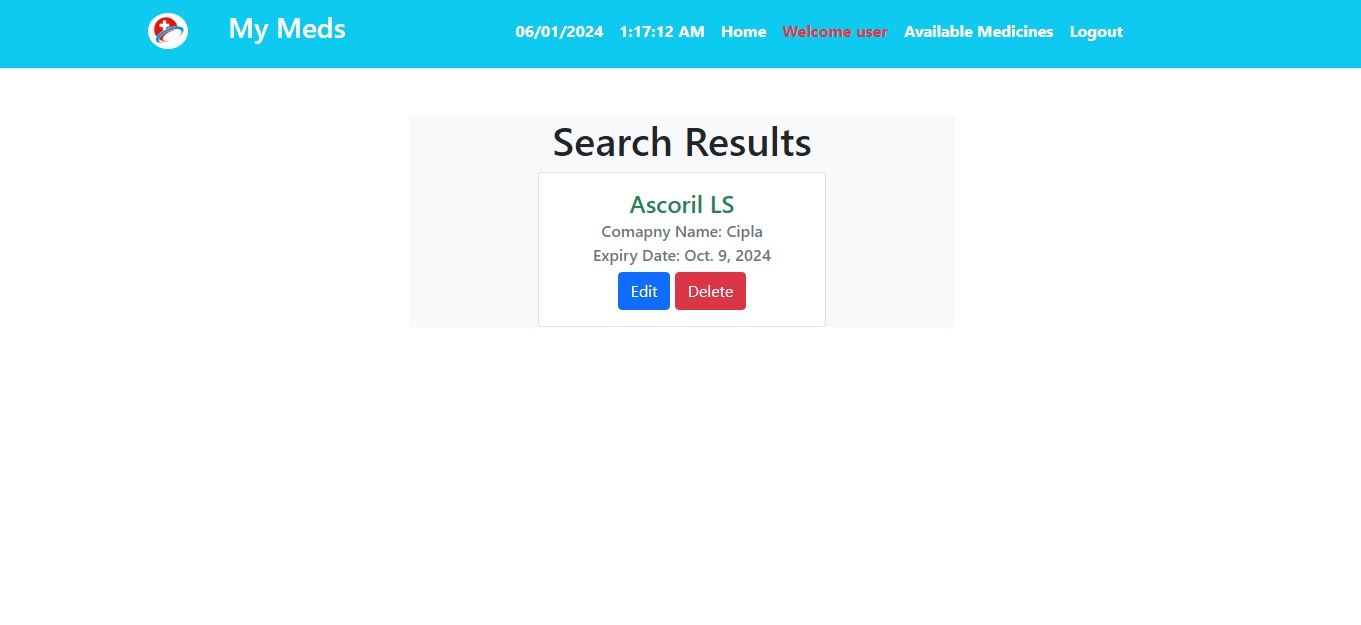 My Meds
06/01/2024 1:17:12 AM Home Welcome user Available Medicines Logout
Search Results
Ascoril LS
Comapny Name: Cipla
Expiry Date: Oct. 9, 2024
Edit Delete